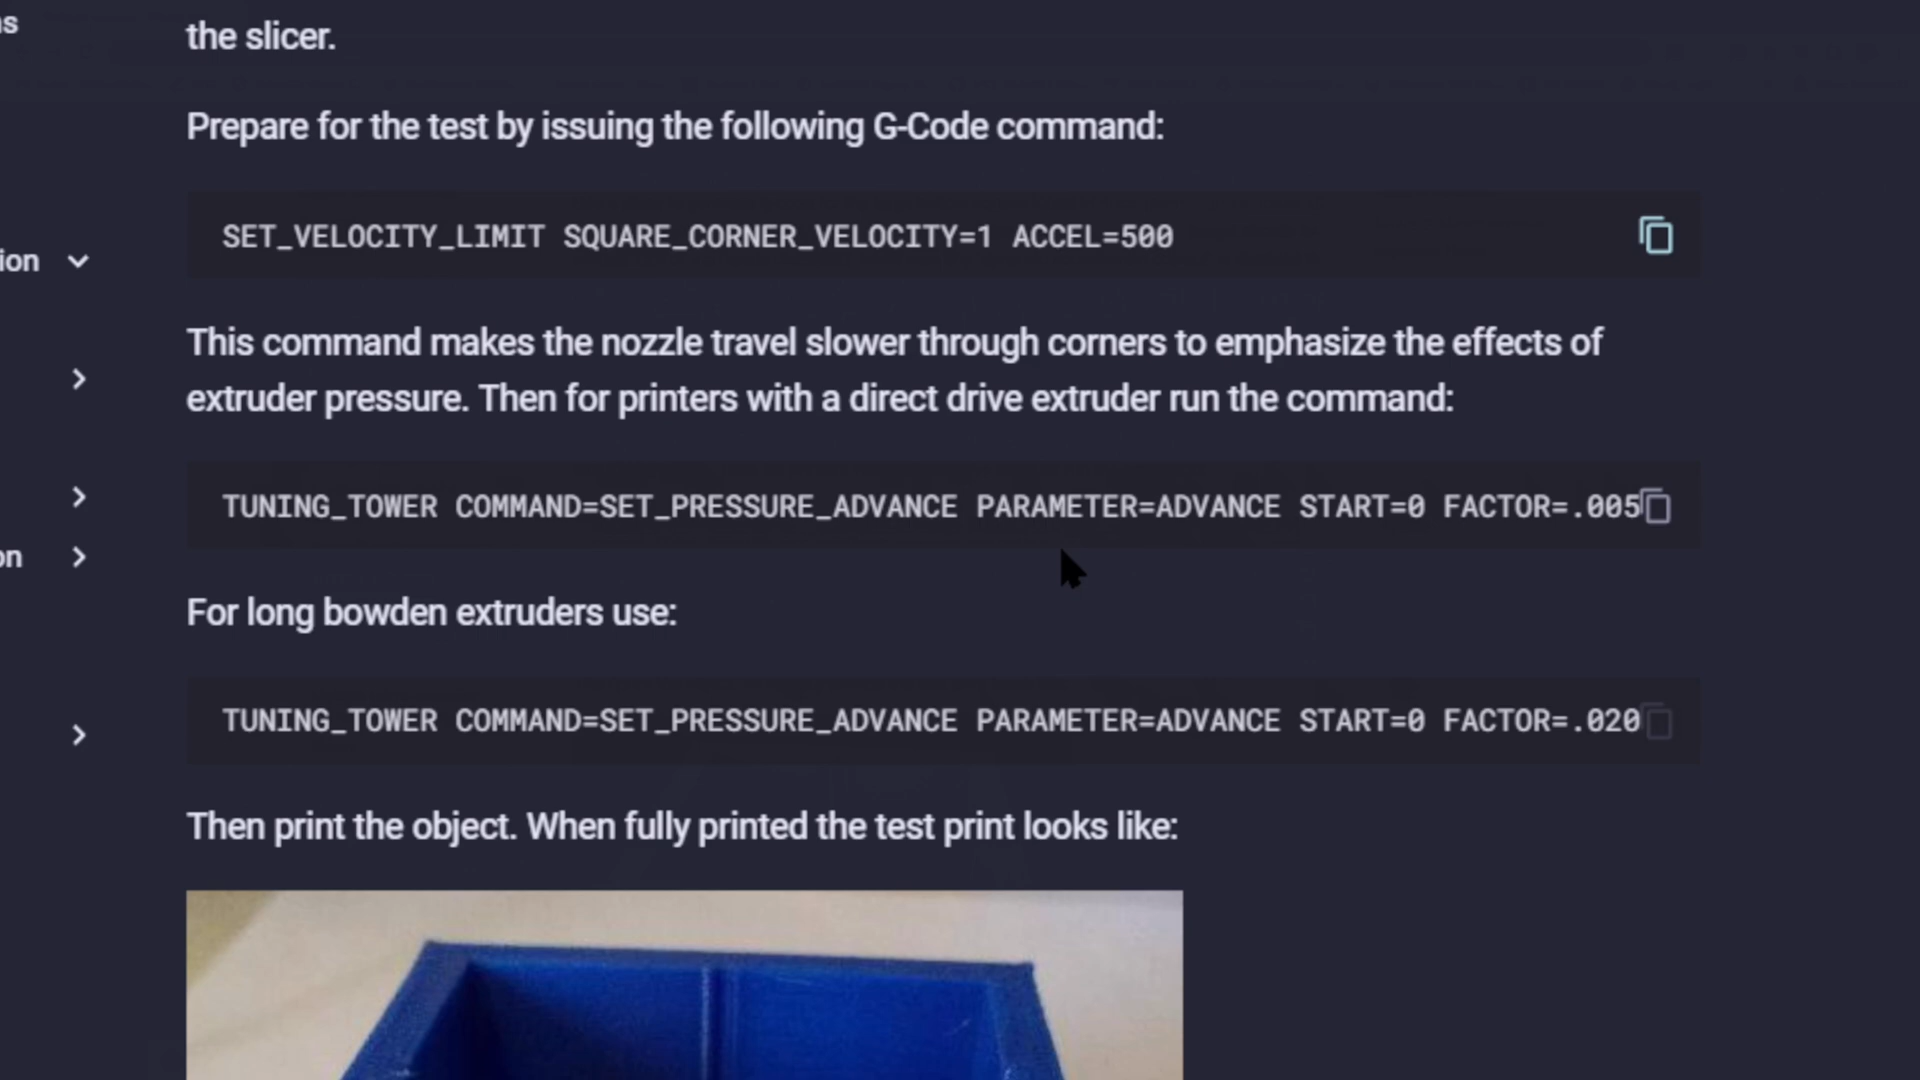 the slicer.
Prepare for the test by issuing the following G-Code command:
SET_VELOCITY_LIMIT SQUARE_CORNER_VELOCITY=1 ACCEL=500
ion
This command makes the nozzle travel slower through corners to emphasize the effects of
extruder pressure. Then for printers with a direct drive extruder run the command:
TUNING_TOWER COMMAND=SET_PRESSURE_ADVANCE PARAMETER=ADVANCE START=0 FACTOR=.005
on
For long bowden extruders use:
TUNING_TOWER COMMAND=SET_PRESSURE_ADVANCE PARAMETER=ADVANCE START=0 FACTOR=.020
Then print the object. When fully printed the test print looks like: